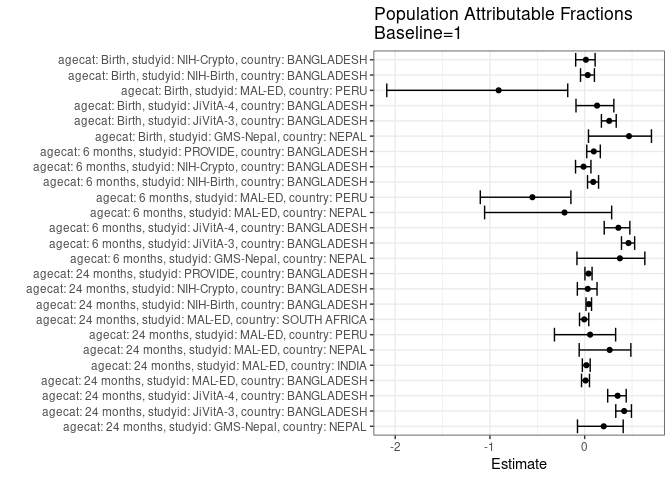 Population Attributable Fractions
Baseline=1
agecat: Birth, studyid: NIH-Crypto, country: BANGLADESH
agecat: Birth, studyid: NIH-Birth, country: BANGLADESH
agecat: Birth, studyid: MAL-ED, country: PERU
agecat: Birth, studyid: JiVitA-4, country: BANGLADESH
agecat: Birth, studyid: JiVitA-3, country: BANGLADESH
agecat: Birth, studyid: GMS-Nepal, country: NEPAL
agecat: 6 months, studyid: PROVIDE, country: BANGLADESH
agecat: 6 months, studyid: NIH-Crypto, country: BANGLADESH
agecat: 6 months, studyid: NIH-Birth, country: BANGLADESH
agecat: 6 months, studyid: MAL-ED, country: PERU
agecat: 6 months, studyid: MAL-ED, country: NEPAL
agecat: 6 months, studyid: JiVitA-4, country: BANGLADESH
agecat: 6 months, studyid: JiVitA-3, country: BANGLADESH
agecat: 6 months, studyid: GMS-Nepal, country: NEPAL
agecat: 24 months, studyid: PROVIDE, country: BANGLADESH
agecat: 24 months, studyid: NIH-Crypto, country: BANGLADESH
agecat: 24 months, studyid: NIH-Birth, country: BANGLADESH
agecat: 24 months, studyid: MAL-ED, country: SOUTH AFRICA
agecat: 24 months, studyid: MAL-ED, country: PERU
agecat: 24 months, studyid: MAL-ED, country: NEPAL
agecat: 24 months, studyid: MAL-ED, country: INDIA
agecat: 24 months, studyid: MAL-ED, country: BANGLADESH
agecat: 24 months, studyid: JiVitA-4, country: BANGLADESH
agecat: 24 months, studyid: JiVitA-3, country: BANGLADESH
agecat: 24 months, studyid: GMS-Nepal, country: NEPAL
-2 -1 0
Estimate